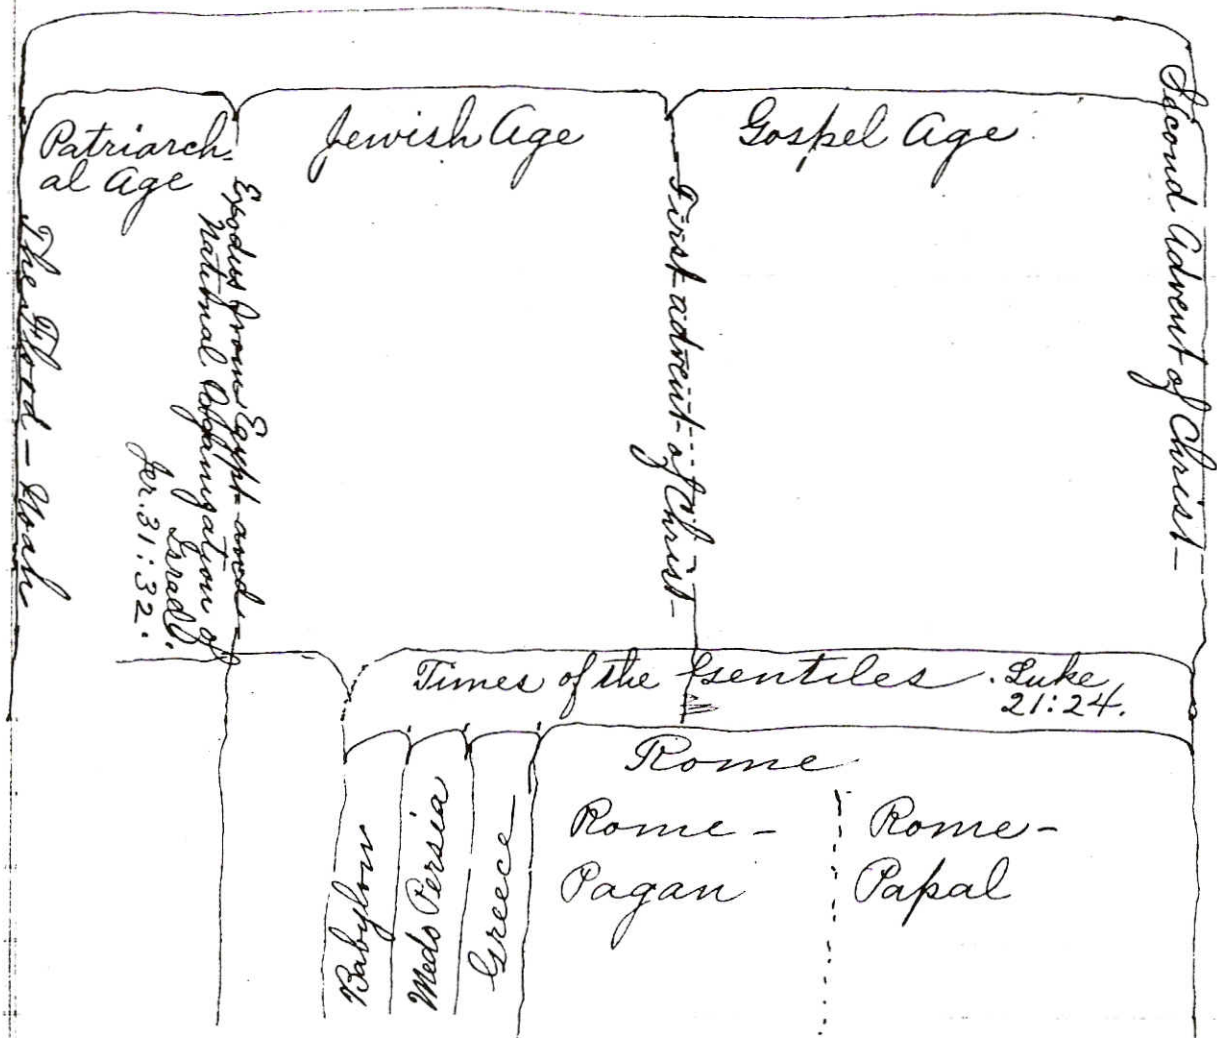 Patriarch-
al Age
Jewish Age
Gospel Age
The Flood – Noah
Exodus from Egypt and
National Organization of
Israel.
Jer. 31:32.
First advent of Christ –
Second Advent of Christ –
Times of the Gentiles. Luke
21:24.
Babylon
Medo Persia
Greece
Rome
Rome -
Pagan
Rome -
Papal